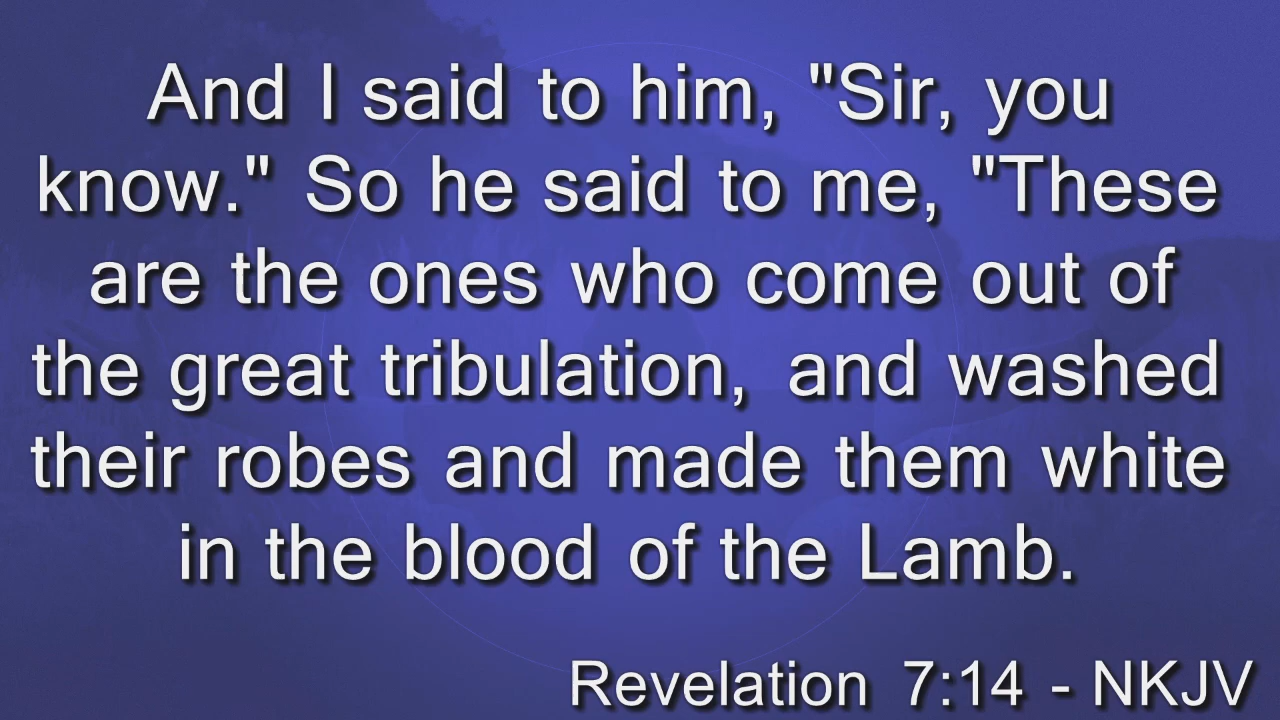 And I said to him, "Sir, you
know." So he said to me, "These
are the ones who come out of
the great tribulation, and washed
their robes and made them white
in the blood of the Lamb.
Revelation 7:14 - NKJV